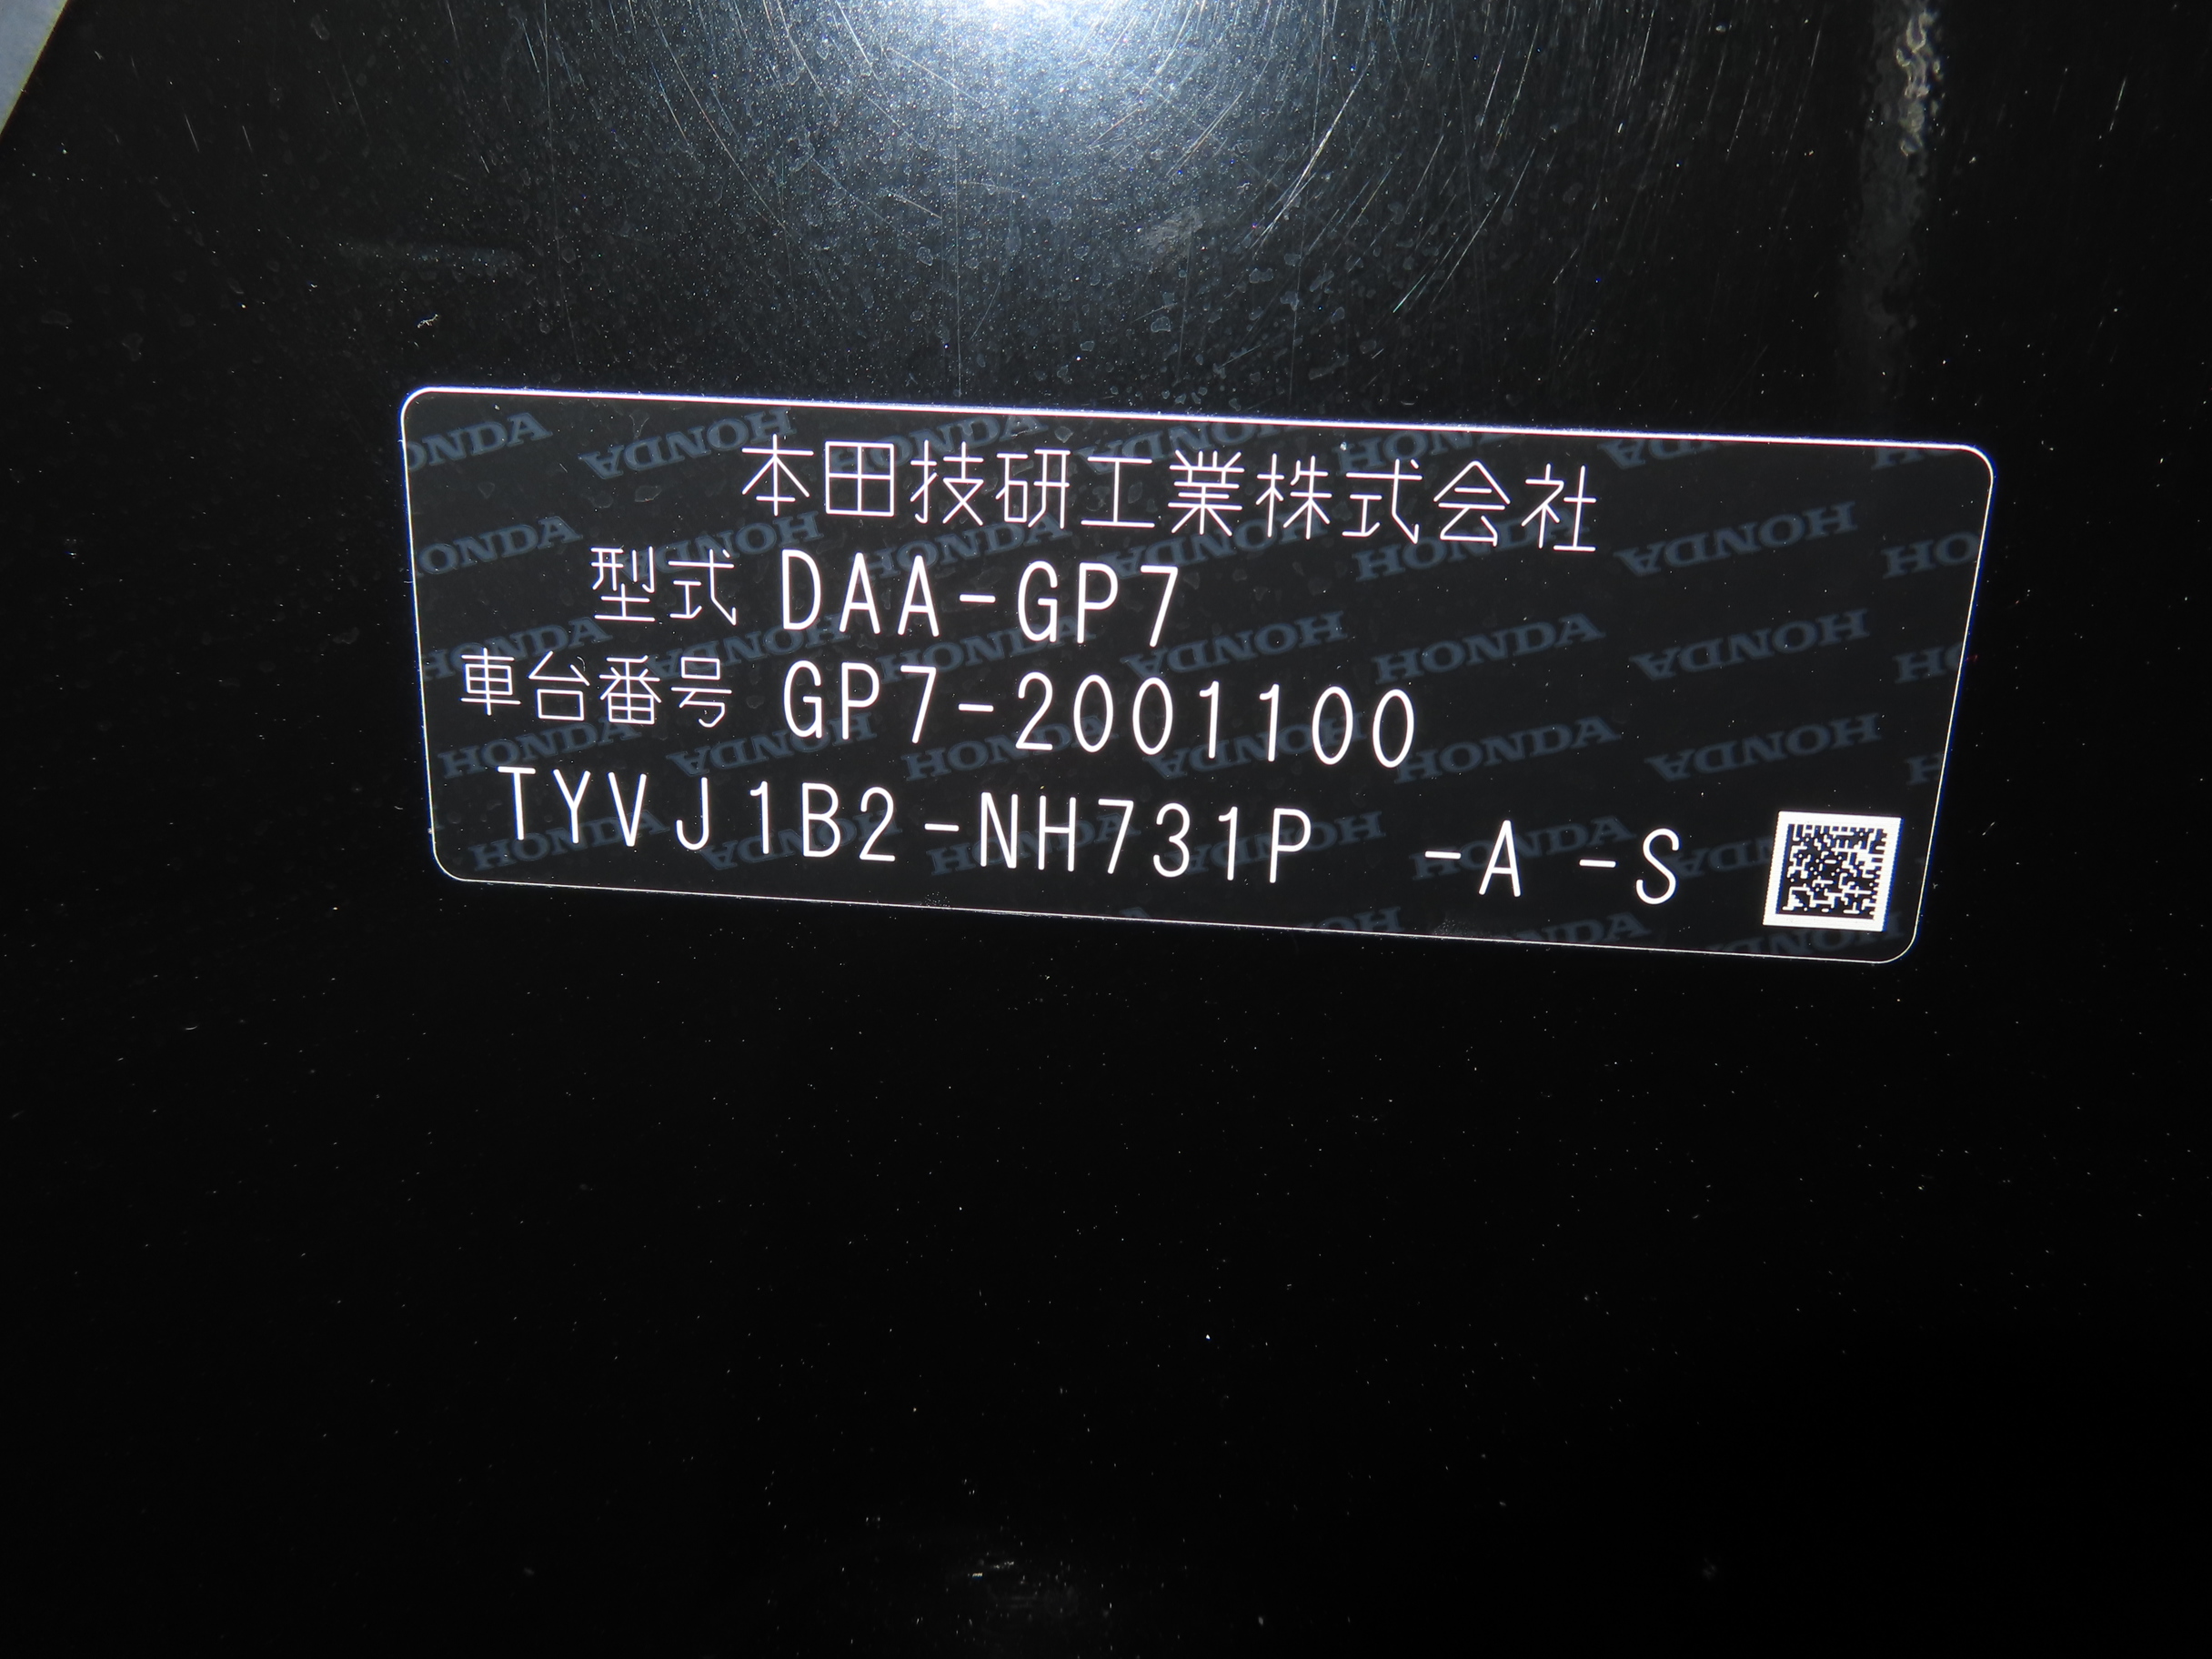 本田技研工業株式会社
型式 DAA-GP7
車台番号 GP7-2001100
TYVJ1B2-NH731P -A -S